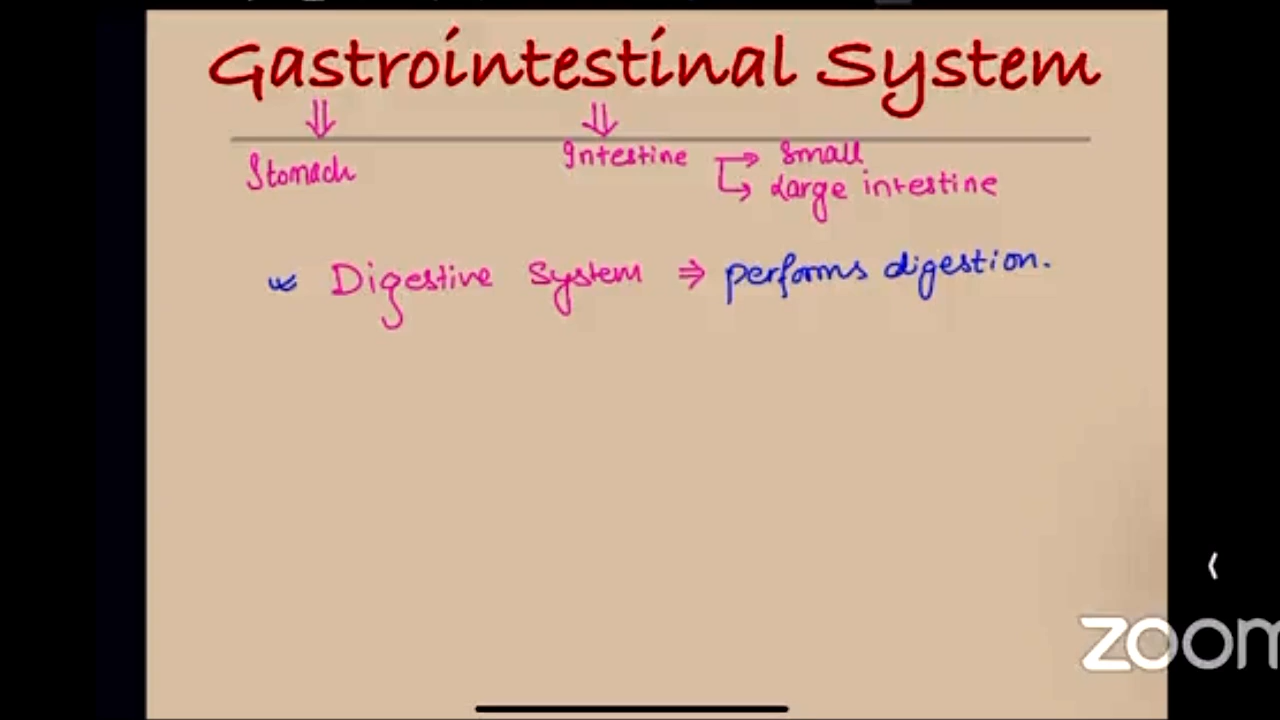 Gastrointestinal System
⇓ ⇓
Stomach Intestine → Small
↳ Large intestine
Digestive System ⇒ performs digestion.
zoom